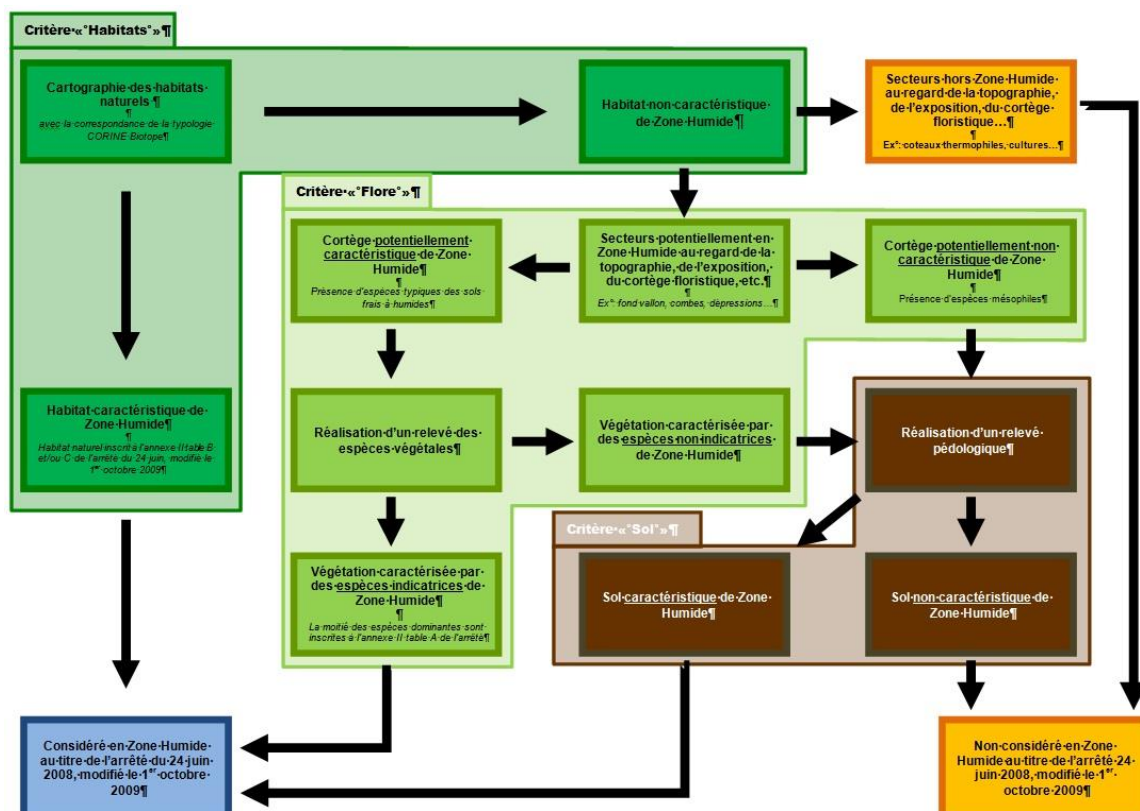 Critère «°Habitats°»¶
Cartographie des habitats
naturels ¶
¶
avec la correspondance de la typologie
CORINE Biotope¶
Habitat non caractéristique
de Zone Humide¶
Secteurs hors Zone Humide
au regard de la topographie,
de l'exposition, du cortège
floristique…¶
¶
Ex°: coteaux thermophiles, cultures…¶
Critère «°Flore°»¶
Cortège potentiellement
caractéristique de Zone
Humide¶
¶
Présence d'espèces typiques des sols
frais à humides¶
Secteurs potentiellement en
Zone Humide au regard de la
topographie, de l'exposition,
du cortège floristique, etc.¶
¶
Ex°: fond vallon, combes, dépressions…¶
Cortège potentiellement non
caractéristique de Zone
Humide¶
¶
Présence d'espèces mésophiles¶
Habitat caractéristique de
Zone Humide¶
¶
Habitat naturel inscrit à l'annexe II table B
et/ou C de l'arrêté du 24 juin, modifié le
1er octobre 2009¶
Réalisation d'un relevé des
espèces végétales¶
Végétation caractérisée par
des espèces non indicatrices
de Zone Humide¶
Réalisation d'un relevé
pédologique¶
Critère «°Sol°»¶
Végétation caractérisée par
des espèces indicatrices de
Zone Humide¶
¶
La moitié des espèces dominantes sont
inscrites à l'annexe II table A de l'arrêté¶
Sol caractéristique de Zone
Humide¶
Sol non caractéristique de
Zone Humide¶
Considéré en Zone Humide
au titre de l'arrêté du 24 juin
2008, modifié le 1er octobre
2009¶
Non considéré en Zone
Humide au titre de l'arrêté 24
juin 2008, modifié le 1er
octobre 2009¶